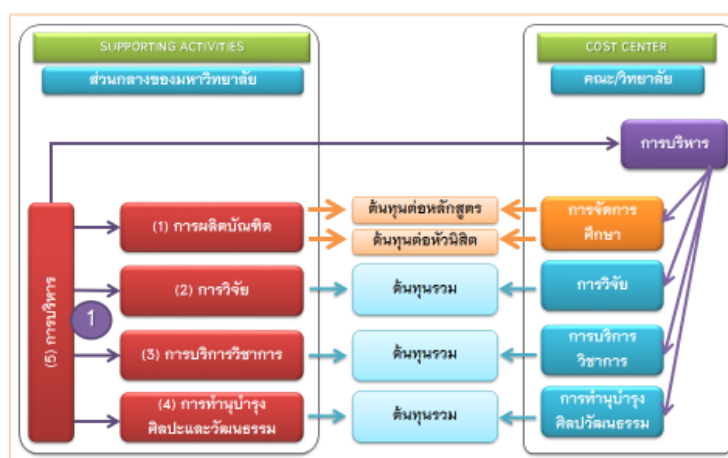 SUPPORTING ACTIVITIES
ส่วนกลางของมหาวิทยาลัย
COST CENTER
คณะ/วิทยาลัย
การบริหาร
(5) การบริหาร
1
(1) การผลิตบัณฑิต
ต้นทุนต่อหลักสูตร
ต้นทุนต่อหัวนิสิต
การจัดการ
ศึกษา
(2) การวิจัย
ต้นทุนรวม
การวิจัย
(3) การบริการวิชาการ
ต้นทุนรวม
การบริการ
วิชาการ
(4) การทำนุบำรุง
ศิลปะและวัฒนธรรม
ต้นทุนรวม
การทำนุบำรุง
ศิลปวัฒนธรรม